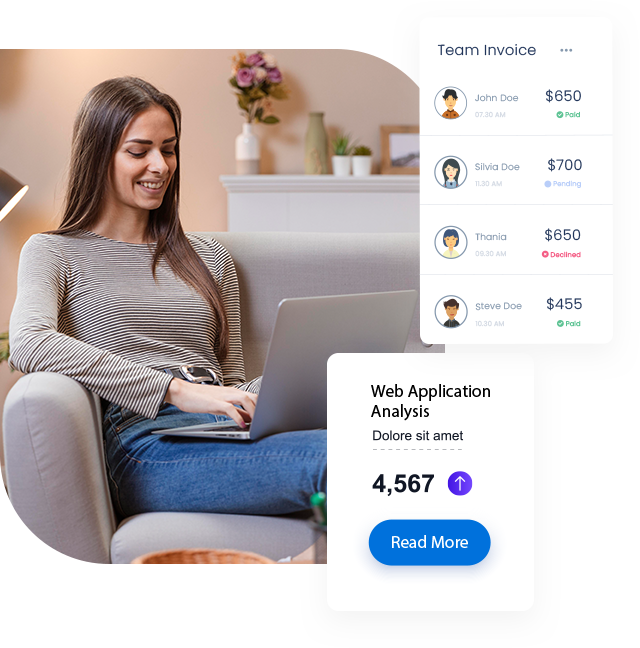 Team Invoice
John Doe $650
07.20 AM Paid
Silvia Doe $700
11.30 AM Pending
Thania $650
09.30 AM Declined
Steve Doe $455
10.30 AM Paid
Web Application
Analysis
Dolore sit amet
4,567
Read More